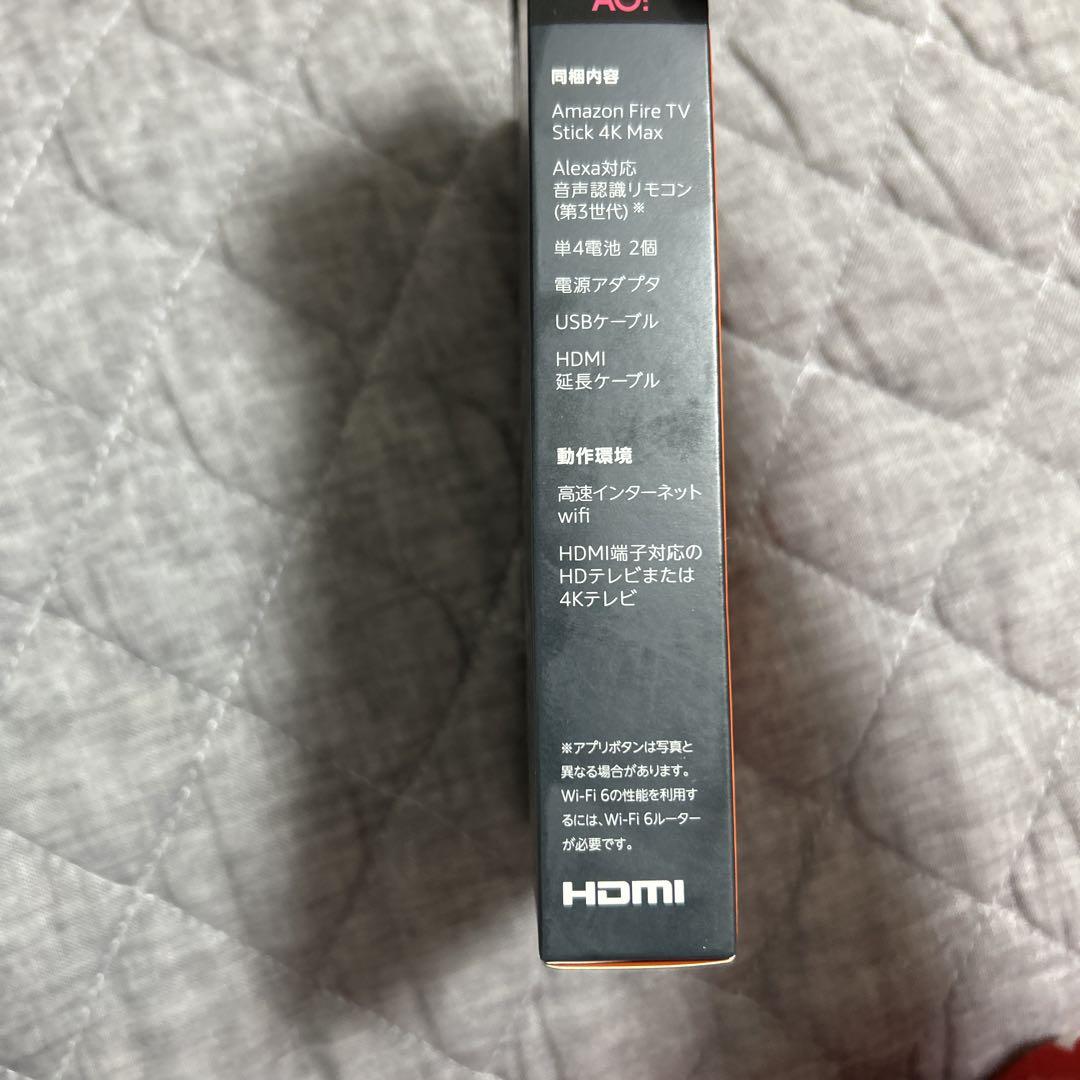 同梱内容
Amazon Fire TV
Stick 4K Max
Alexa対応
音声認識リモコン
(第3世代)※
単4電池 2個
電源アダプタ
USBケーブル
HDMI
延長ケーブル
動作環境
高速インターネット
wifi
HDMI端子対応の
HDテレビまたは
4Kテレビ
※アプリボタンは写真と
異なる場合があります。
Wi-Fi 6の性能を利用す
るには、Wi-Fi 6ルーター
が必要です。
HDMI